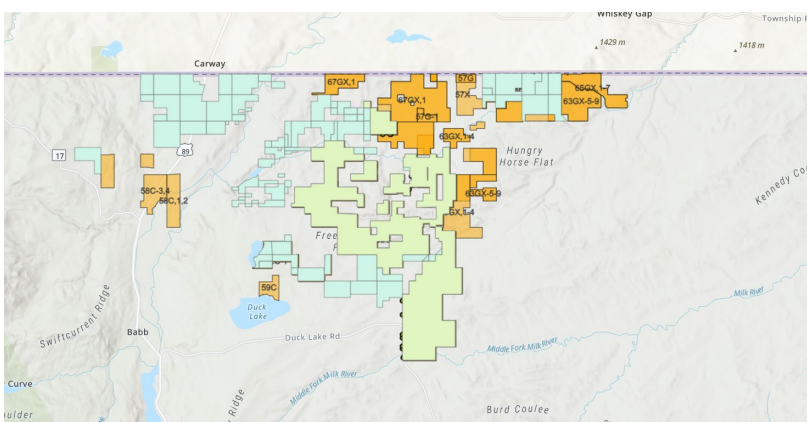 Whiskey Gap
Township R
1429 m
1418 m
Carway
67GX,1
57G
57X
65GX,1-7
63GX-5-9
67GX,1
57G-1
63GX,1-4
Hungry
Horse Flat
17
89
58C-3,4
58C,1,2
63GX-5-9
GX,1-4
Kennedy Cou
Free
F
59C
Duck
Lake
Milk River
Swiftcurrent Ridge
Babb
Duck Lake Rd
Middle Fork Milk River
Middle Fork Milk River
Curve
oulder
Ridge
Burd Coulee